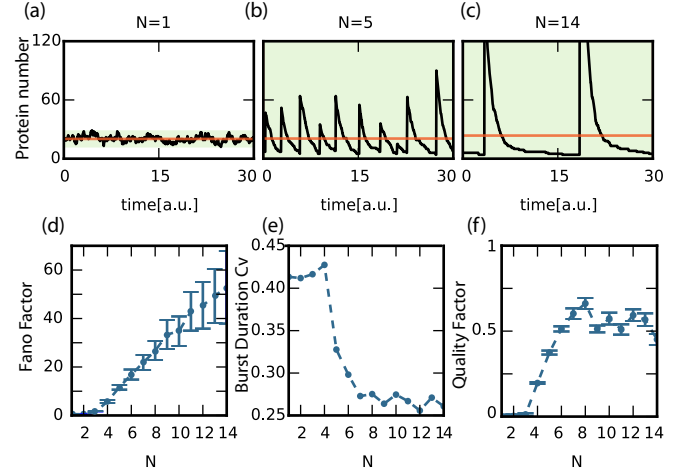 (a) N=1
(b) N=5
(c) N=14
Protein number
120
60
0
0 15 30
0 15 30
0 15 30
time[a.u.]
time[a.u.]
time[a.u.]
(d)
Fano Factor
60
40
20
0
2 4 6 8 10 12 14
N
(e)
Burst Duration Cv
0.45
0.40
0.35
0.30
0.25
2 4 6 8 10 12 14
N
(f)
Quality Factor
1
0.5
0
2 4 6 8 10 12 14
N